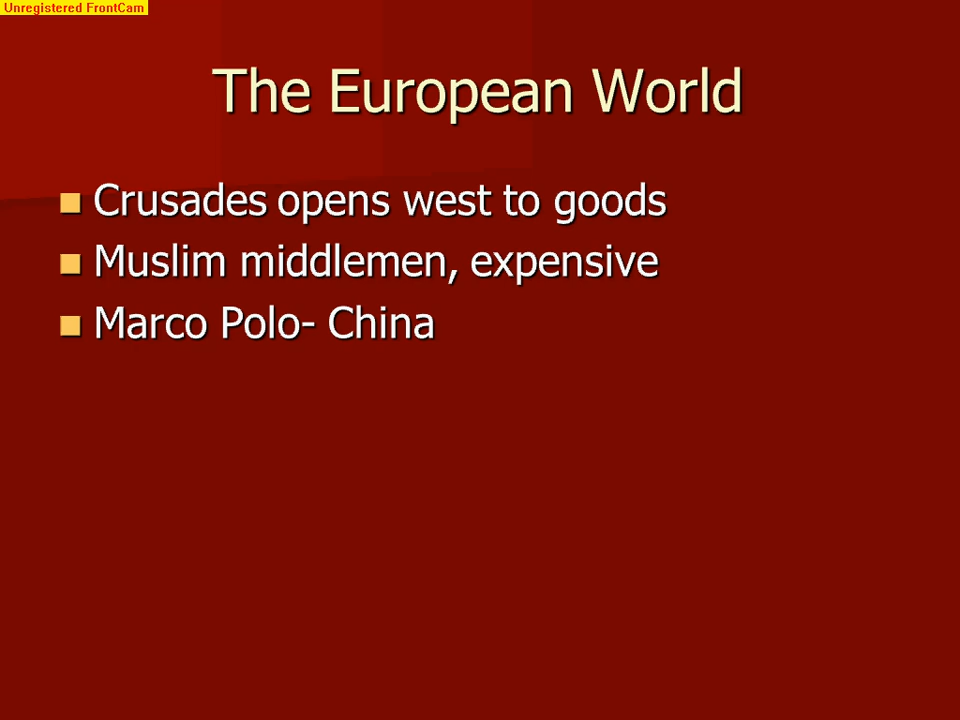 Unregistered FrontCam
The European World
Crusades opens west to goods
Muslim middlemen, expensive
Marco Polo- China